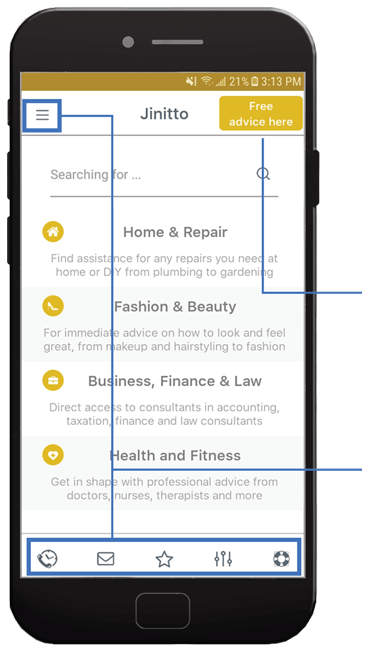 21% 3:13 PM
Jinitto
Free
advice here
Searching for ...
Home & Repair
Find assistance for any repairs you need at
home or DIY from plumbing to gardening
Fashion & Beauty
For immediate advice on how to look and feel
great, from makeup and hairstyling to fashion
Business, Finance & Law
Direct access to consultants in accounting,
taxation, finance and law consultants
Health and Fitness
Get in shape with professional advice from
doctors, nurses, therapists and more